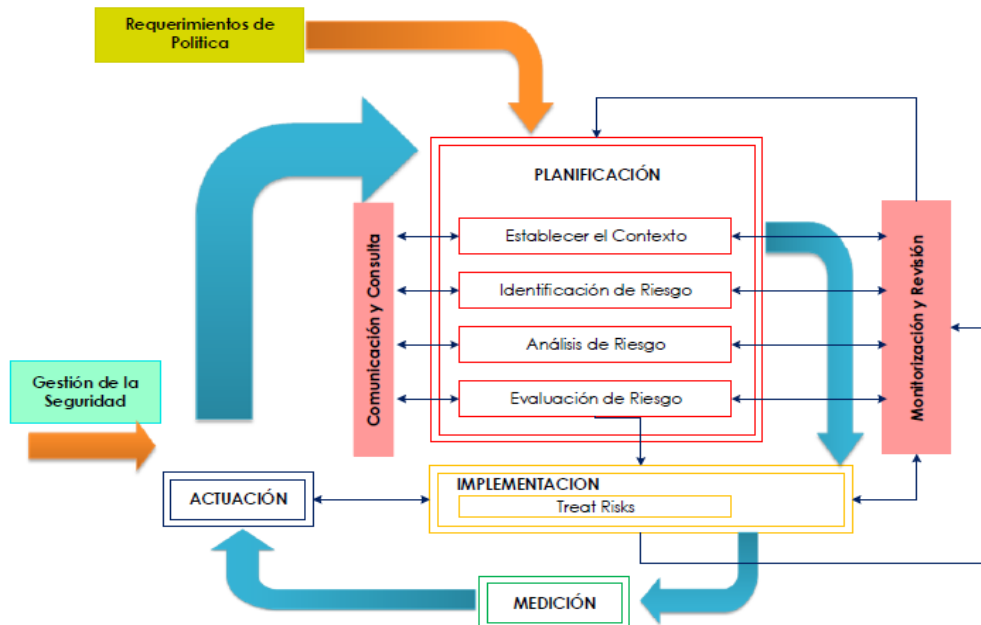 Requerimientos de
Política
PLANIFICACIÓN
Establecer el Contexto
Identificación de Riesgo
Análisis de Riesgo
Evaluación de Riesgo
Comunicación y Consulta
Monitorización y Revisión
Gestión de la
Seguridad
ACTUACIÓN
IMPLEMENTACION
Treat Risks
MEDICIÓN